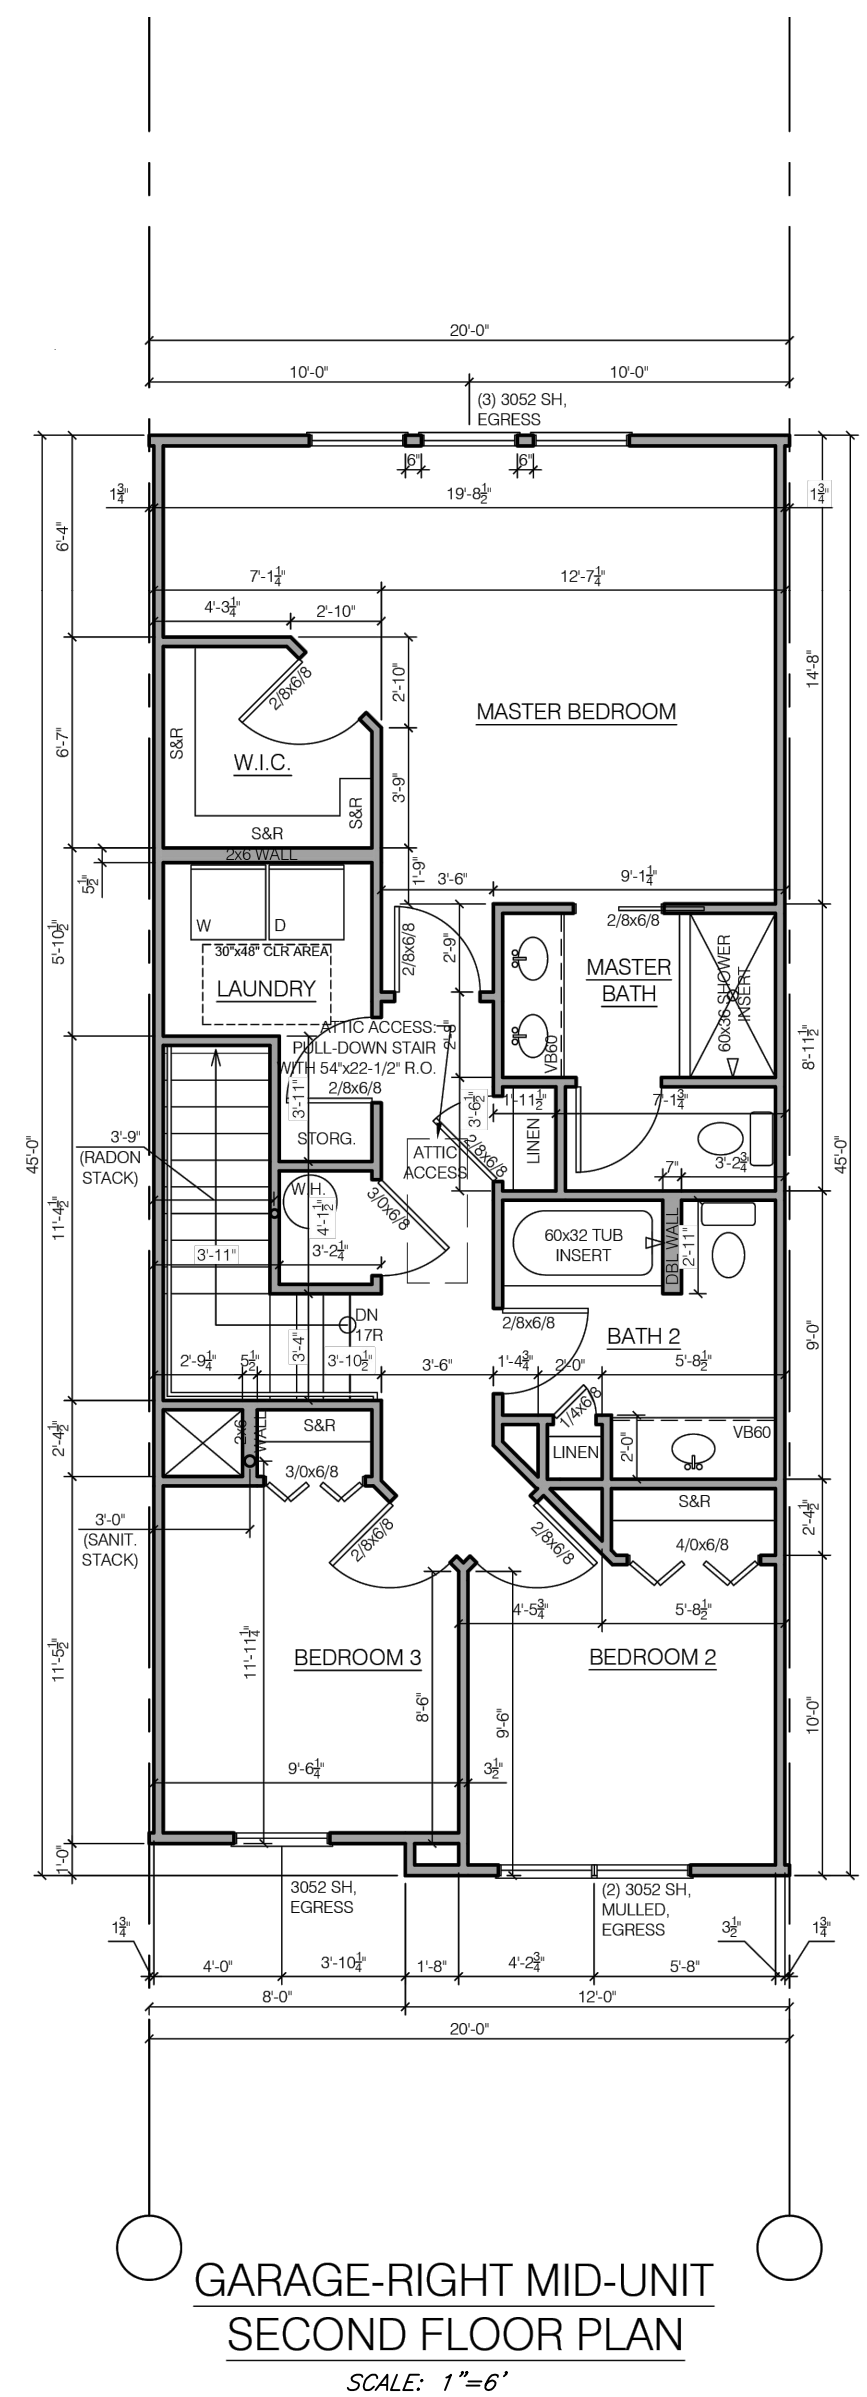 20'-0"
10'-0"
10'-0"
(3) 3052 SH,
EGRESS
6"
6"
1¾"
19'-8½"
1¾"
6'-4"
7'-1¼"
12'-7¼"
4'-3¼"
2'-10"
2/8x6/8
2'-10"
14'-8"
MASTER BEDROOM
S&R
6'-7"
W.I.C.
3'-9"
S&R
S&R
2x6 WALL
5½"
1'-9"
3'-6"
9'-1¼"
W
D
2/8x6/8
2'-9"
2/8x6/8
5'-10½"
30"x48" CLR AREA
LAUNDRY
MASTER
BATH
60x36 SHOWER
INSERT
VB60
ATTIC ACCESS:
PULL-DOWN STAIR
WITH 54"x22-1/2" R.O.
2'-8"
8'-11½"
2/8x6/8
3'-11"
3'-6½"
1'-11½"
7'-1¾"
3'-9"
(RADON
STACK)
45'-0"
STORG.
LINEN
2/8x6/8
ATTIC
ACCESS
7"
3'-2¾"
45'-0"
W.H.
3'-0x6/8
4'-1½"
11'-4½"
3'-11"
3'-2¼"
60x32 TUB
INSERT
DBL WALL
2'-11"
DN
17R
2/8x6/8
BATH 2
3'-4"
9'-0"
2'-9¼"
5½"
3'-10½"
3'-6"
1'-4¾"
2'-0"
5'-8½"
1/4x6/8
2'-4½"
2x6
WALL
S&R
LINEN
2'-0"
VB60
3/0x6/8
S&R
3'-0"
(SANIT.
STACK)
2/8x6/8
2/8x6/8
4/0x6/8
2'-4½"
4'-5¾"
5'-8½"
11'-5½"
11'-11¼"
BEDROOM 3
BEDROOM 2
8'-6"
9'-6"
10'-0"
9'-6¼"
3½"
1'-0"
3052 SH,
EGRESS
(2) 3052 SH,
MULLED,
EGRESS
1¾"
3½"
1¾"
4'-0"
3'-10¼"
1'-8"
4'-2¾"
5'-8"
8'-0"
12'-0"
20'-0"
GARAGE-RIGHT MID-UNIT
SECOND FLOOR PLAN
SCALE: 1"=6'